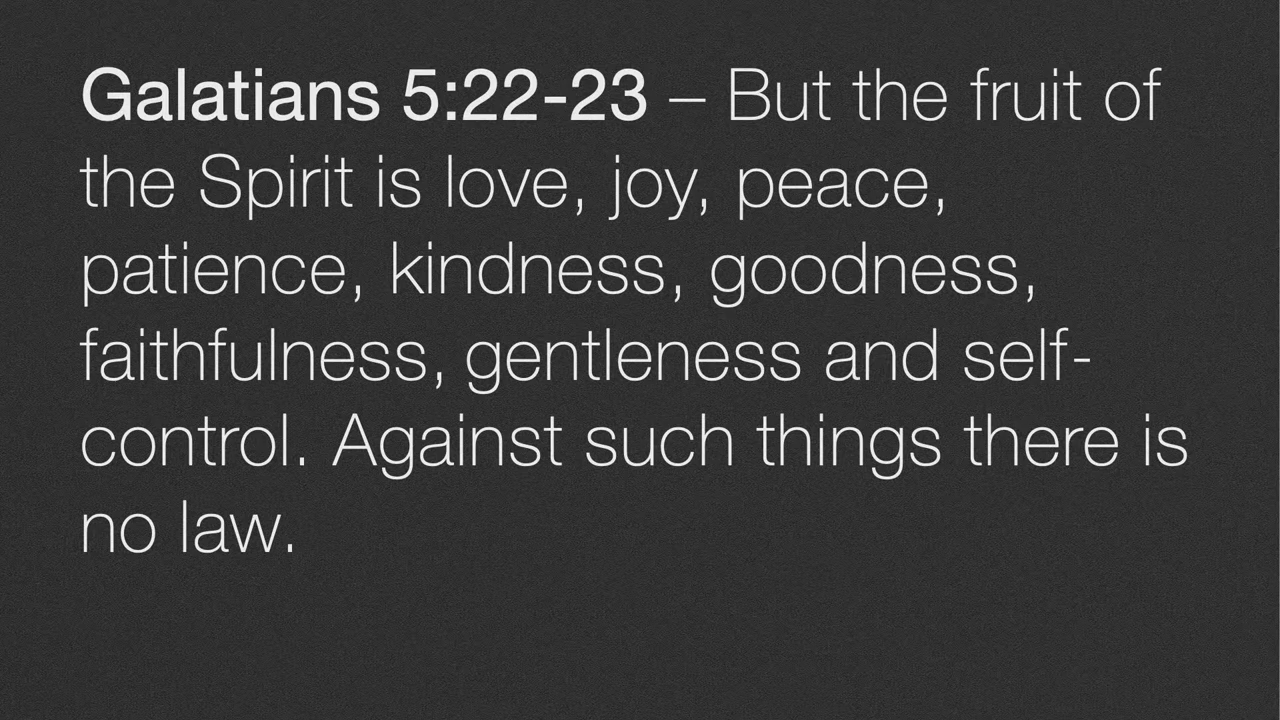 Galatians 5:22-23 – But the fruit of
the Spirit is love, joy, peace,
patience, kindness, goodness,
faithfulness, gentleness and self-
control. Against such things there is
no law.